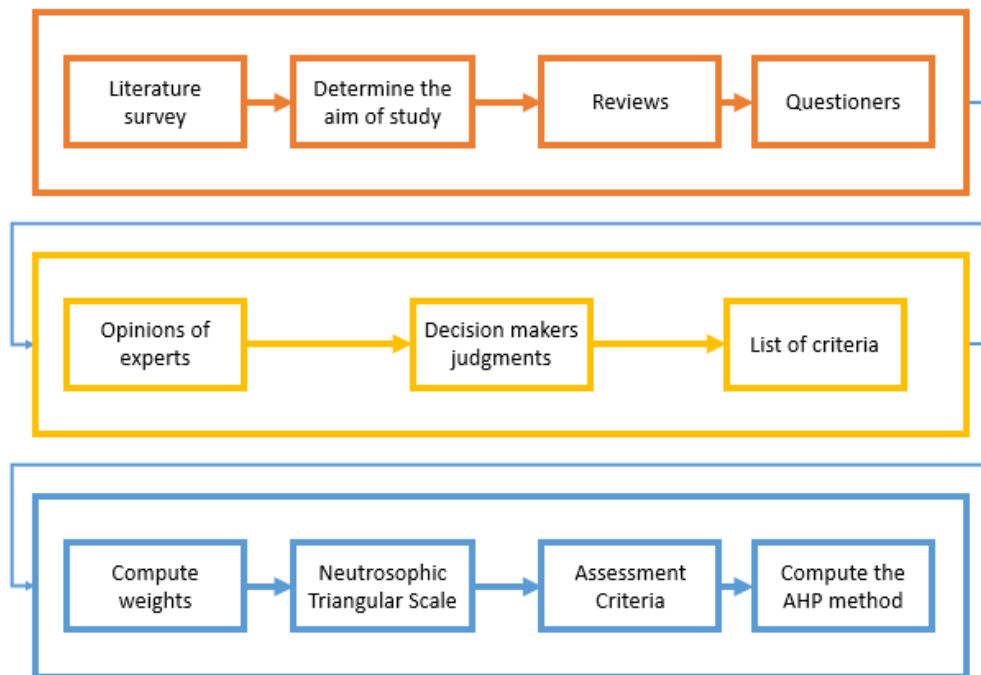 Literature
survey
Determine the
aim of study
Reviews
Questioners
Opinions of
experts
Decision makers
judgments
List of criteria
Compute
weights
Neutrosophic
Triangular Scale
Assessment
Criteria
Compute the
AHP method